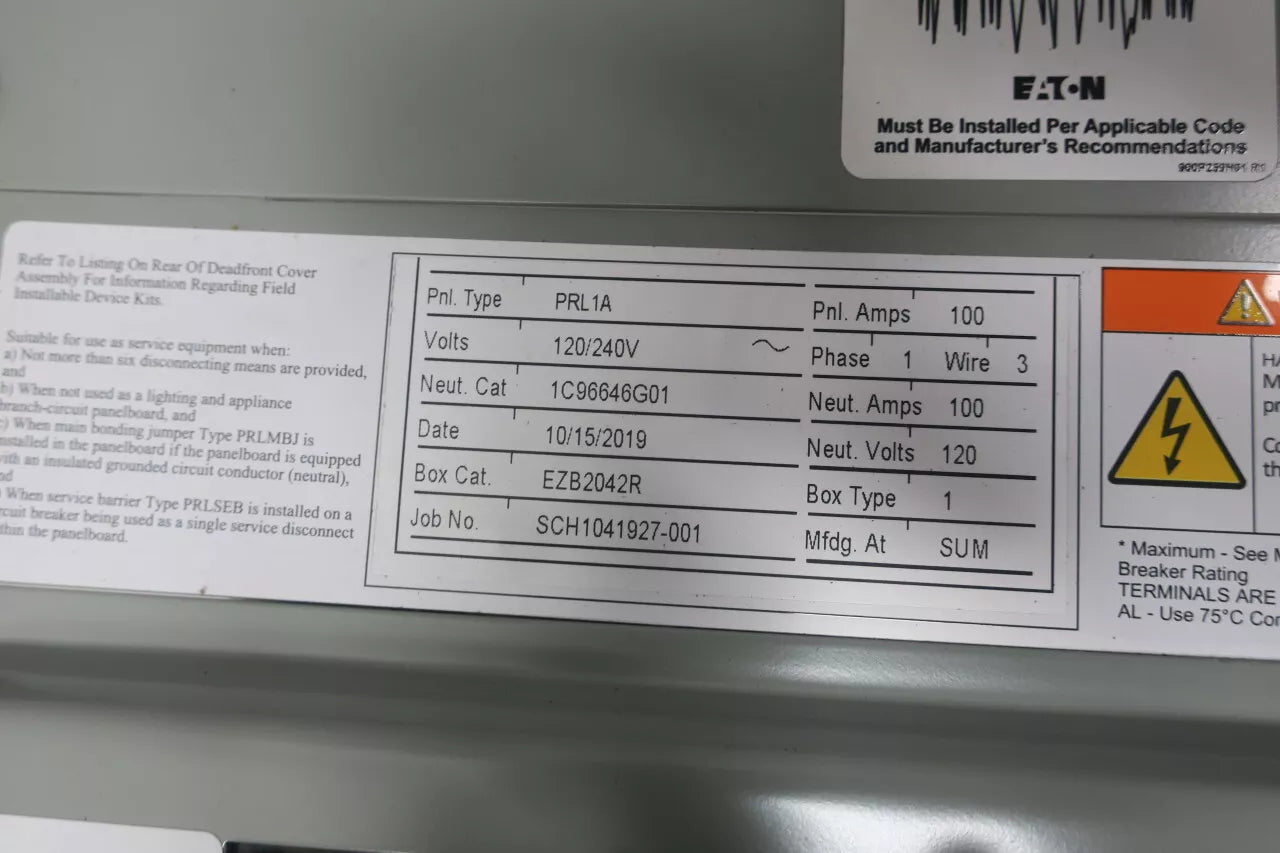 EATON
Must Be Installed Per Applicable Code
and Manufacturer's Recommendations
Refer To Listing On Rear Of Deadfront Cover
Assembly For Information Regarding Field
Installable Device Kits.
Suitable for use as service equipment when:
a) Not more than six disconnecting means are provided,
and
b) When not used as a lighting and appliance
branch-circuit panelboard, and
c) When main bonding jumper Type PRLMBJ is
installed in the panelboard if the panelboard is equipped
with an insulated grounded circuit conductor (neutral),
and
When service barrier Type PRLSEB is installed on a
circuit breaker being used as a single service disconnect
within the panelboard.
Pnl. Type PRL1A Pnl. Amps 100
Volts 120/240V ~ Phase 1 Wire 3
Neut. Cat 1C96646G01 Neut. Amps 100
Date 10/15/2019 Neut. Volts 120
Box Cat. EZB2042R Box Type 1
Job No. SCH1041927-001 Mfdg. At SUM
HA
M
pr
Co
th
* Maximum - See M
Breaker Rating
TERMINALS ARE
AL - Use 75°C Con